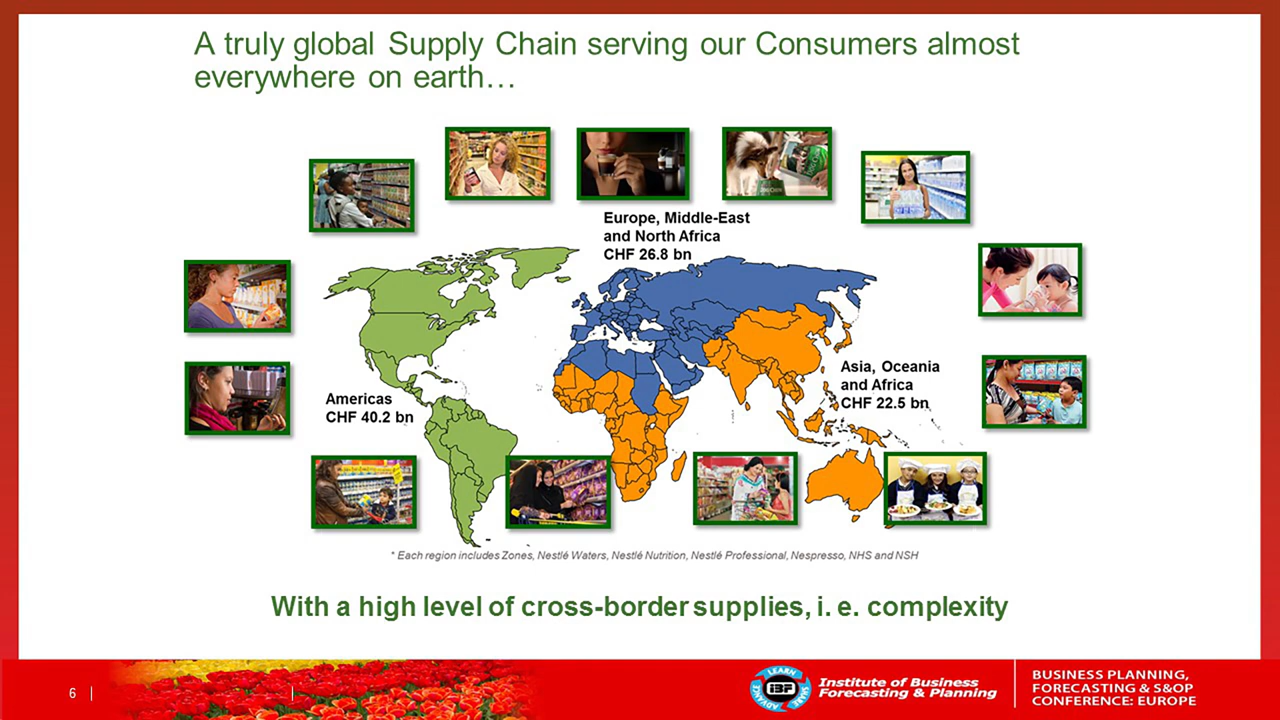 A truly global Supply Chain serving our Consumers almost
everywhere on earth…
Europe, Middle-East
and North Africa
CHF 26.8 bn
Asia, Oceania
and Africa
CHF 22.5 bn
Americas
CHF 40.2 bn
* Each region includes Zones, Nestlé Waters, Nestlé Nutrition, Nestlé Professional, Nespresso, NHS and NSH
With a high level of cross-border supplies, i. e. complexity
6
LEARN
SHARE
ADVANCE
IBF
Institute of Business
Forecasting & Planning
BUSINESS PLANNING,
FORECASTING & S&OP
CONFERENCE: EUROPE